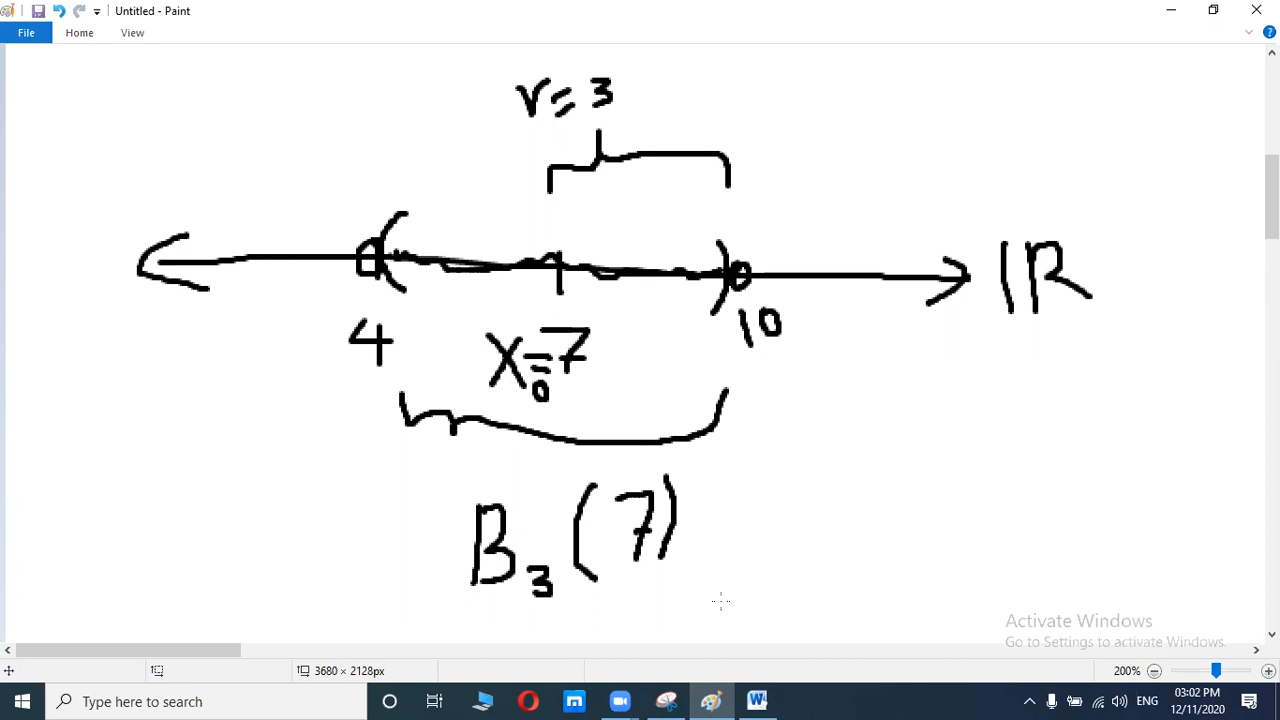 Untitled - Paint
File Home View
r = 3
IR
4
x₀=7
10
B₃(7)
Activate Windows
Go to Settings to activate Windows.
3680 × 2128px
200%
Type here to search
ENG
03:02 PM
12/11/2020